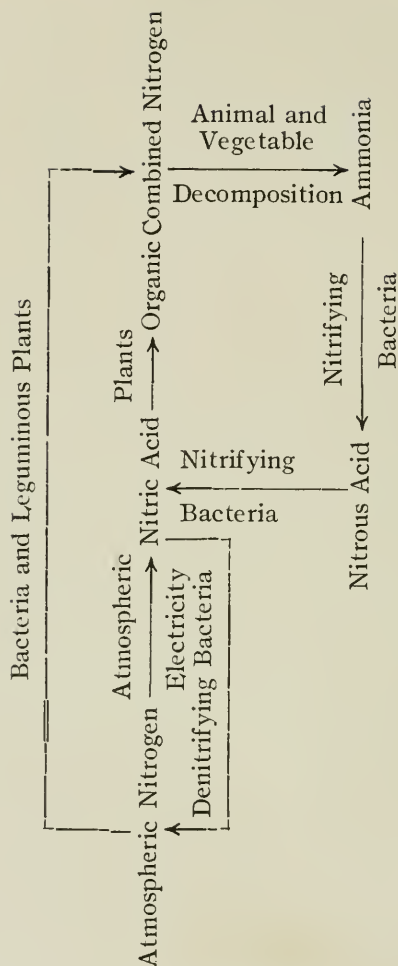 Bacteria and Leguminous Plants
Atmospheric
Plants
Atmospheric Nitrogen
Nitric Acid
Organic Combined Nitrogen
Electricity
Denitrifying Bacteria
Nitrifying
Bacteria
Animal and
Vegetable
Decomposition
Nitrifying
Nitrous Acid
Ammonia
Bacteria